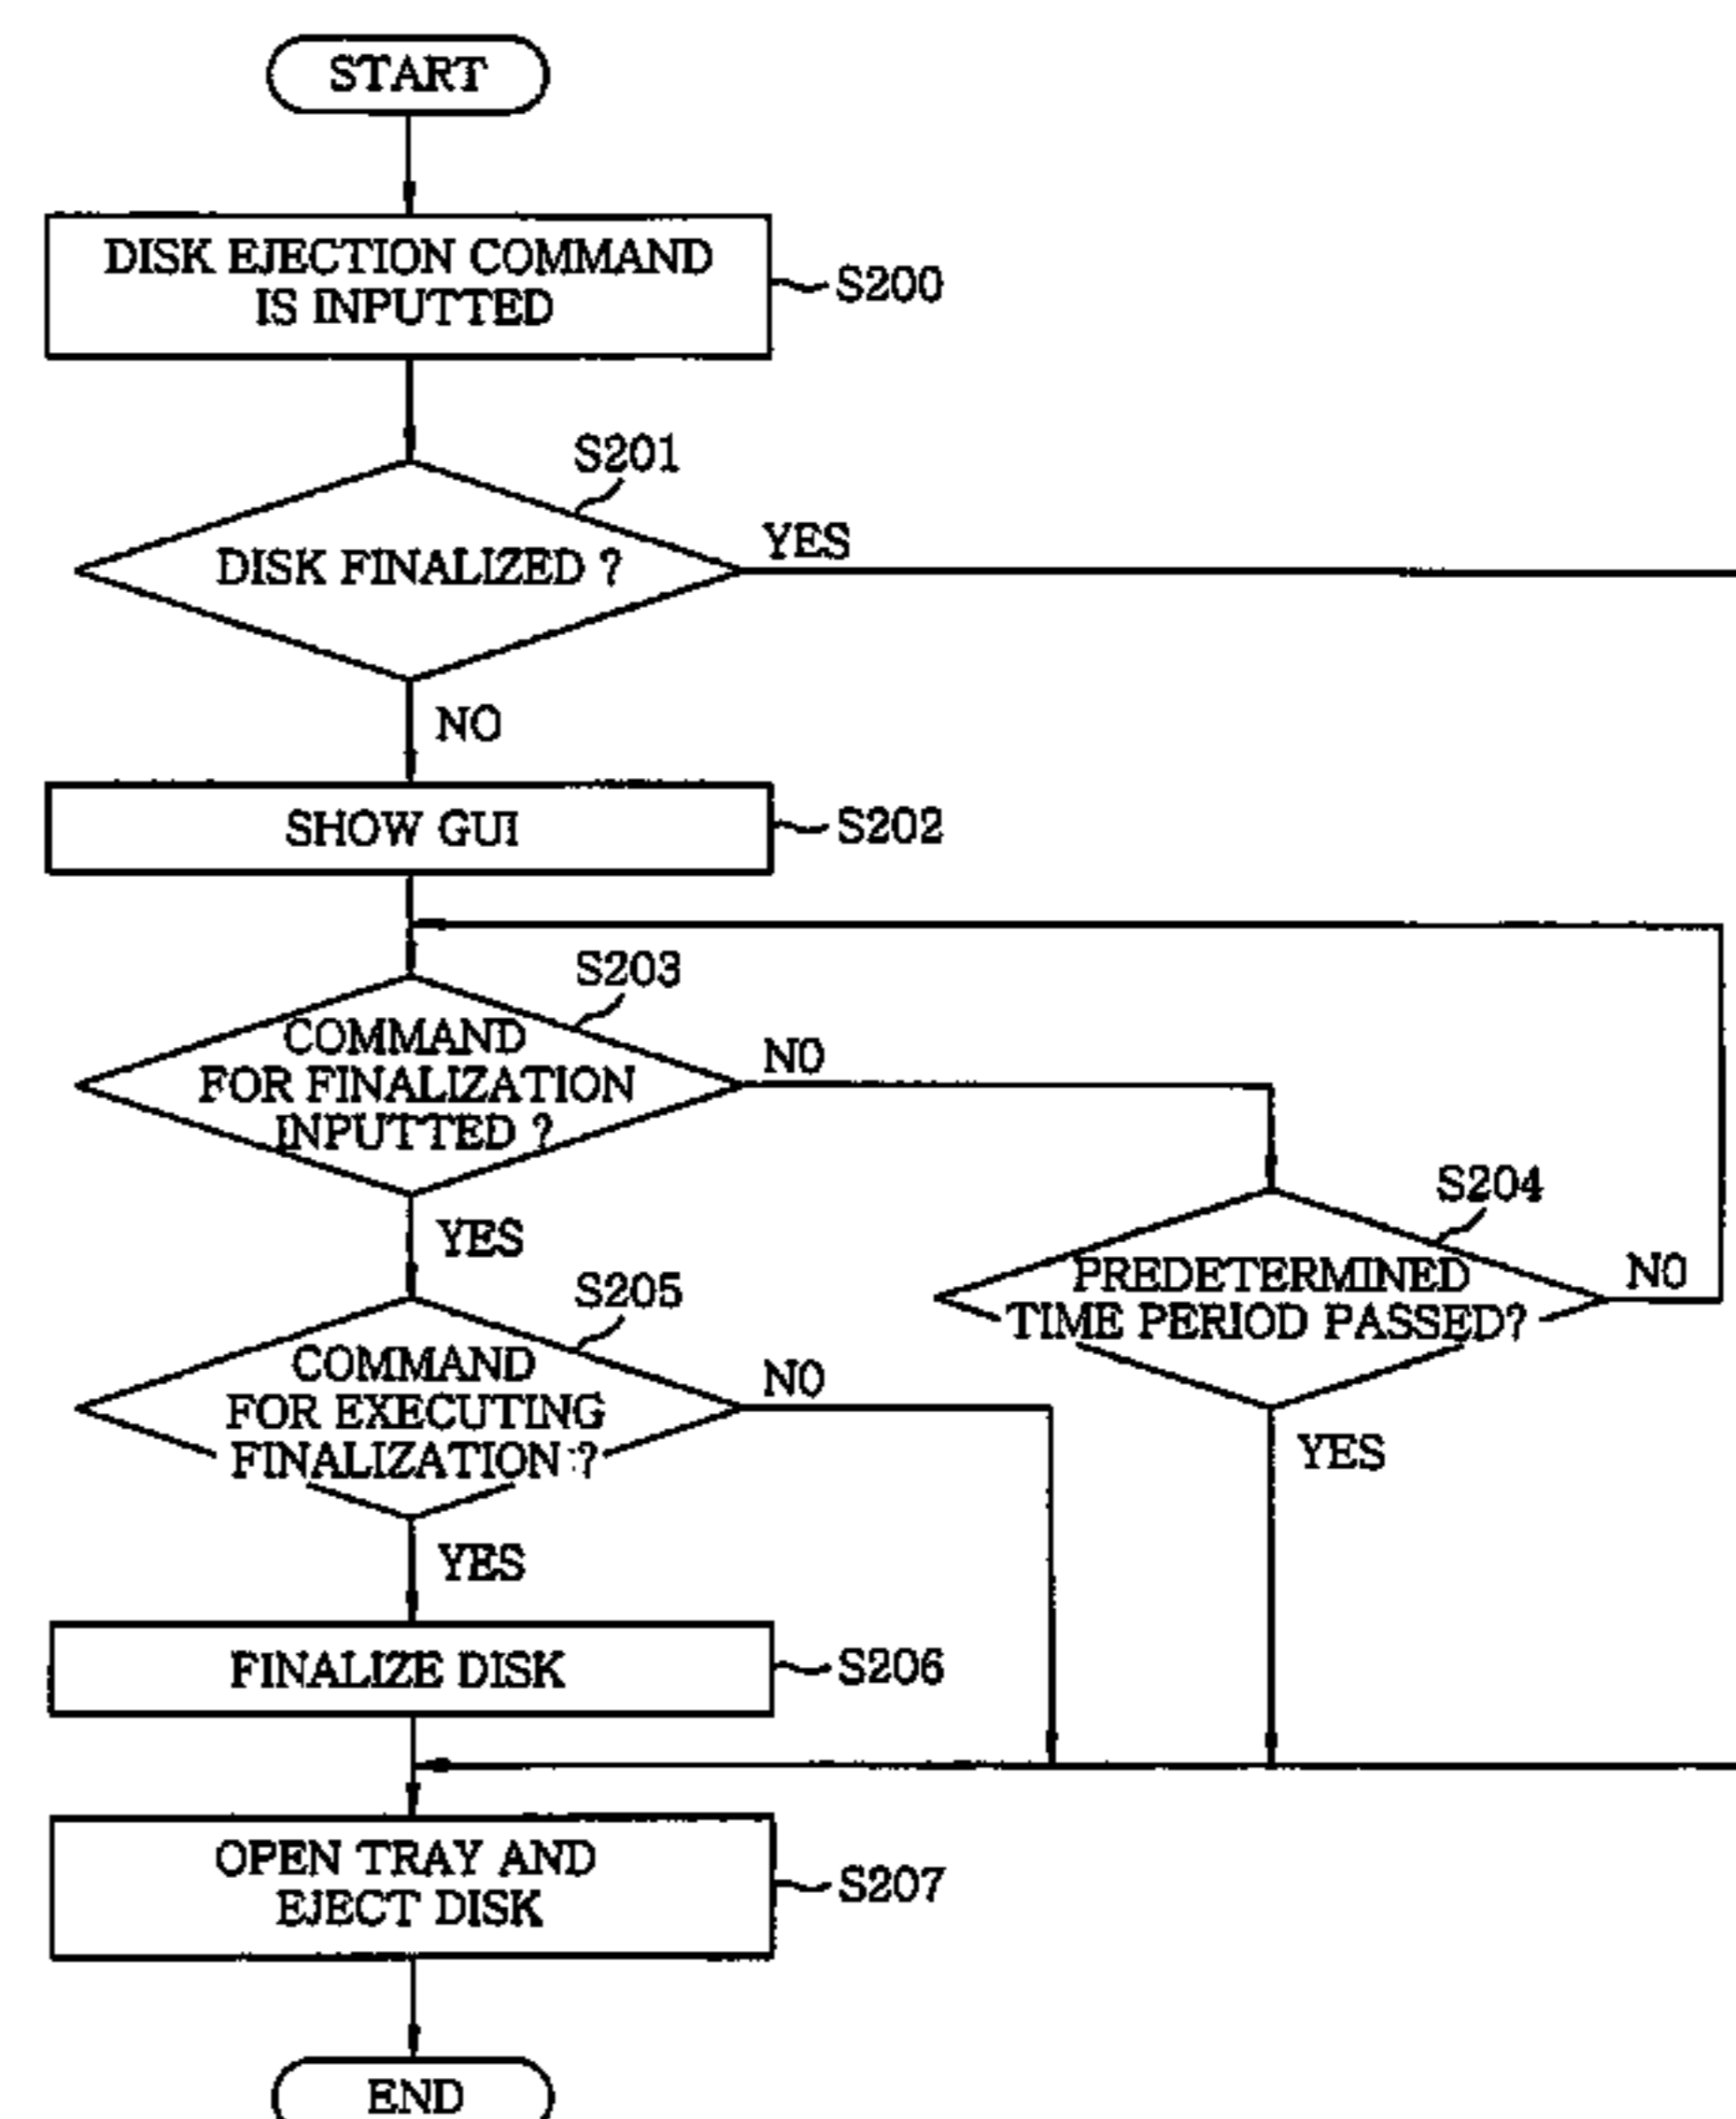 START
DISK EJECTION COMMAND
IS INPUTTED
S200
S201
DISK FINALIZED ?
YES
NO
SHOW GUI
S202
S203
COMMAND
FOR FINALIZATION
INPUTTED ?
NO
YES
S204
PREDETERMINED
TIME PERIOD PASSED?
NO
YES
S205
COMMAND
FOR EXECUTING
FINALIZATION ?
NO
YES
FINALIZE DISK
S206
OPEN TRAY AND
EJECT DISK
S207
END